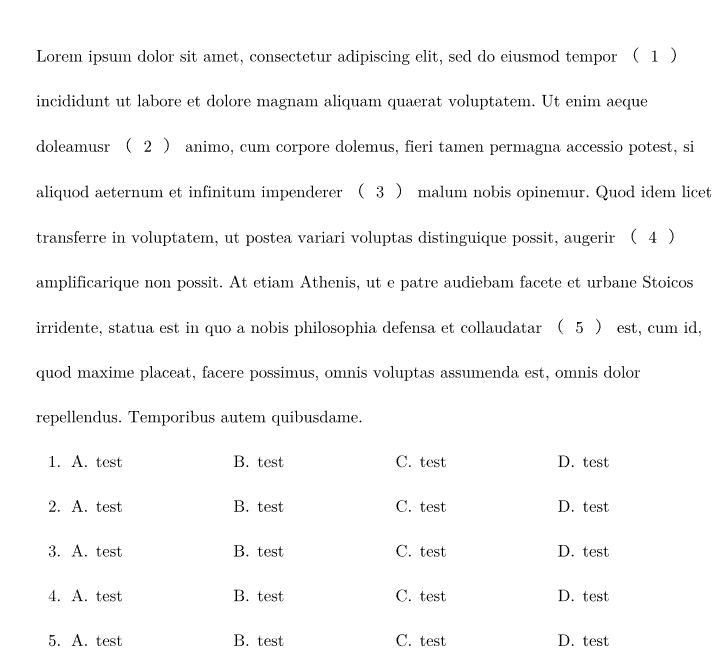 Lorem ipsum dolor sit amet, consectetur adipiscing elit, sed do eiusmod tempor ( 1 )
incididunt ut labore et dolore magnam aliquam quaerat voluptatem. Ut enim aeque
doleamusr ( 2 ) animo, cum corpore dolemus, fieri tamen permagna accessio potest, si
aliquod aeternum et infinitum impenderer ( 3 ) malum nobis opinemur. Quod idem licet
transferre in voluptatem, ut postea variari voluptas distinguique possit, augerir ( 4 )
amplificarique non possit. At etiam Athenis, ut e patre audiebam facete et urbane Stoicos
irridente, statua est in quo a nobis philosophia defensa et collaudatar ( 5 ) est, cum id,
quod maxime placeat, facere possimus, omnis voluptas assumenda est, omnis dolor
repellendus. Temporibus autem quibusdame.
1. A. test B. test C. test D. test
2. A. test B. test C. test D. test
3. A. test B. test C. test D. test
4. A. test B. test C. test D. test
5. A. test B. test C. test D. test